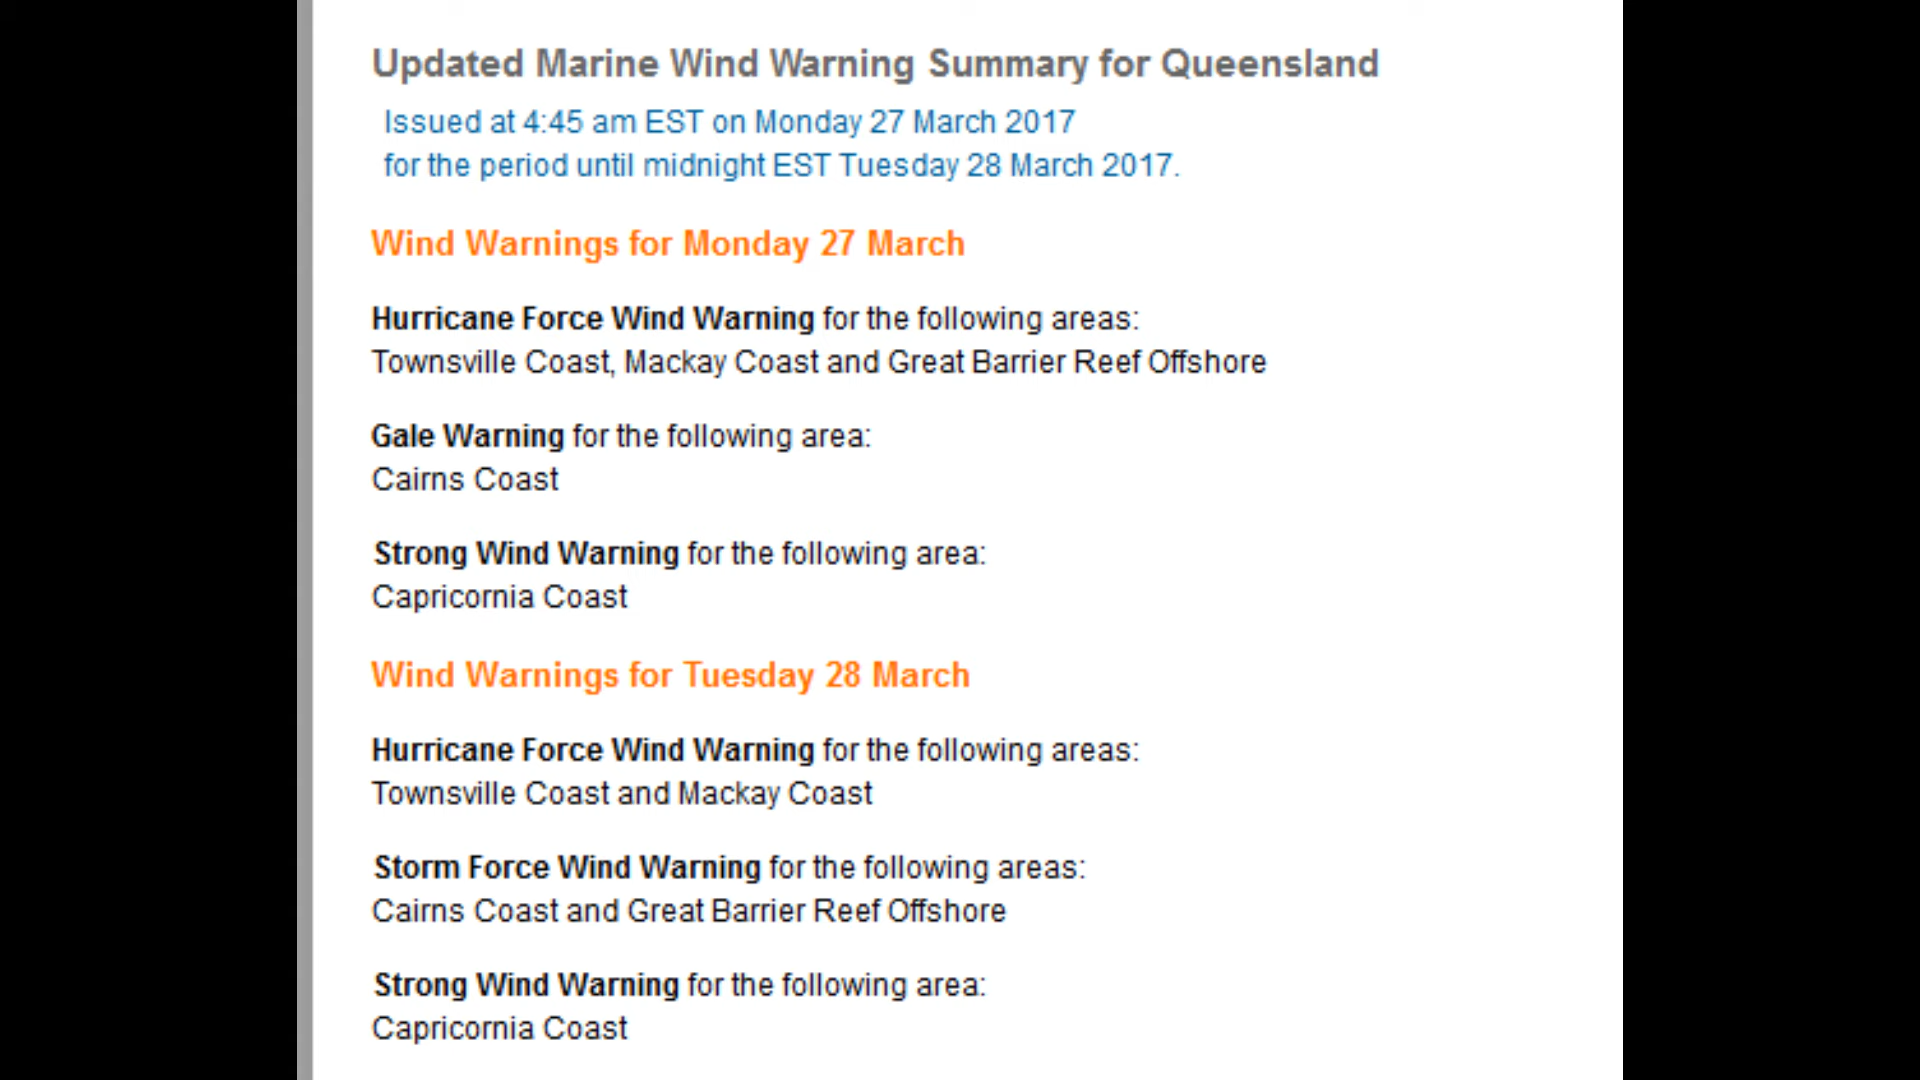 Updated Marine Wind Warning Summary for Queensland
Issued at 4:45 am EST on Monday 27 March 2017
for the period until midnight EST Tuesday 28 March 2017.
Wind Warnings for Monday 27 March
Hurricane Force Wind Warning for the following areas:
Townsville Coast, Mackay Coast and Great Barrier Reef Offshore
Gale Warning for the following area:
Cairns Coast
Strong Wind Warning for the following area:
Capricornia Coast
Wind Warnings for Tuesday 28 March
Hurricane Force Wind Warning for the following areas:
Townsville Coast and Mackay Coast
Storm Force Wind Warning for the following areas:
Cairns Coast and Great Barrier Reef Offshore
Strong Wind Warning for the following area:
Capricornia Coast